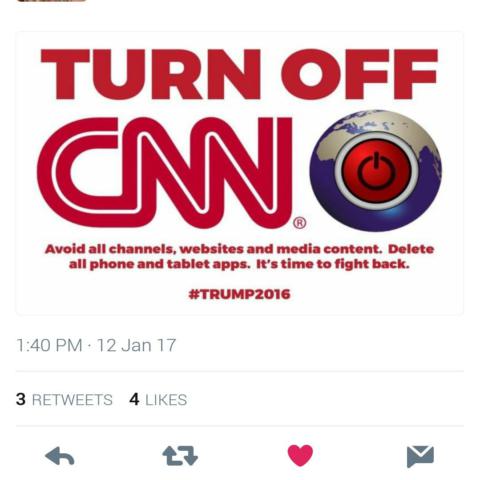 TURN OFF
CNN®
Avoid all channels, websites and media content. Delete
all phone and tablet apps. It's time to fight back.
#TRUMP2016
1:40 PM · 12 Jan 17
3 RETWEETS 4 LIKES